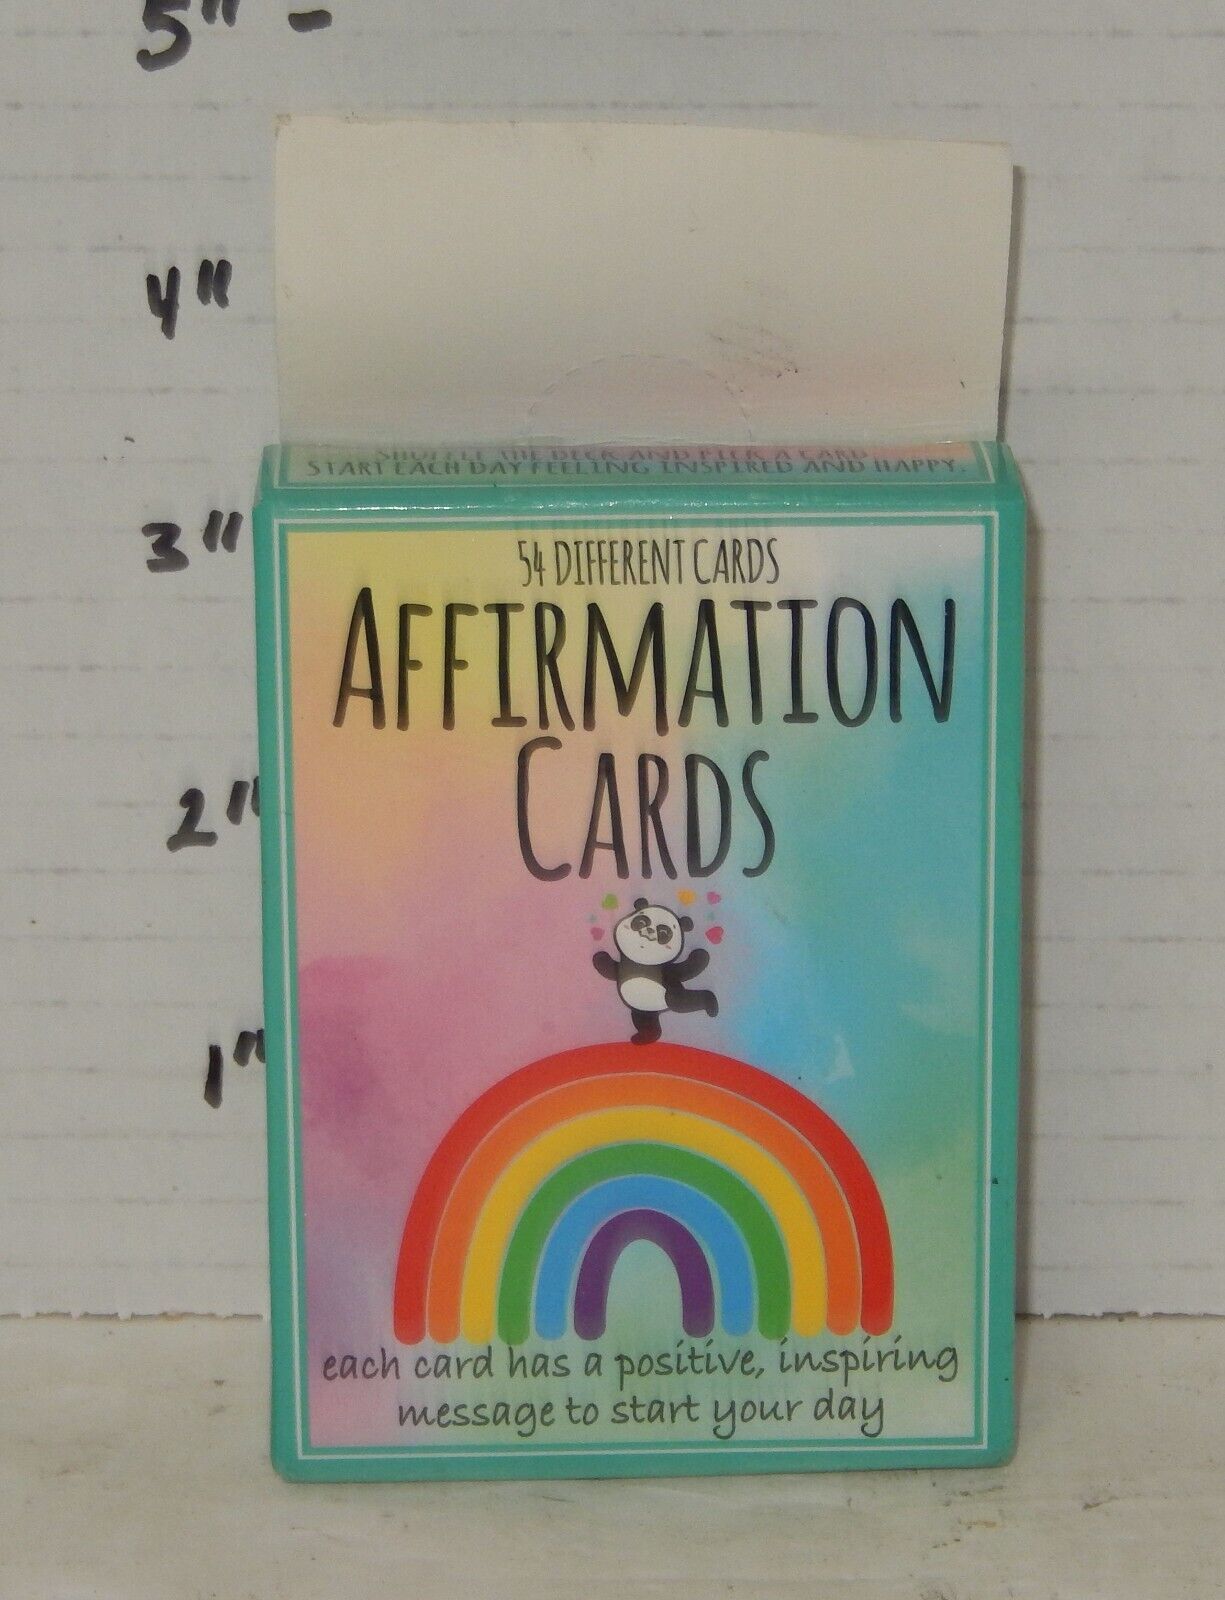 5" -
4"
3"
2"
1"
SHUFFLE THE DECK AND PICK A CARD
START EACH DAY FEELING INSPIRED AND HAPPY.
54 DIFFERENT CARDS
AFFIRMATION
CARDS
each card has a positive, inspiring
message to start your day